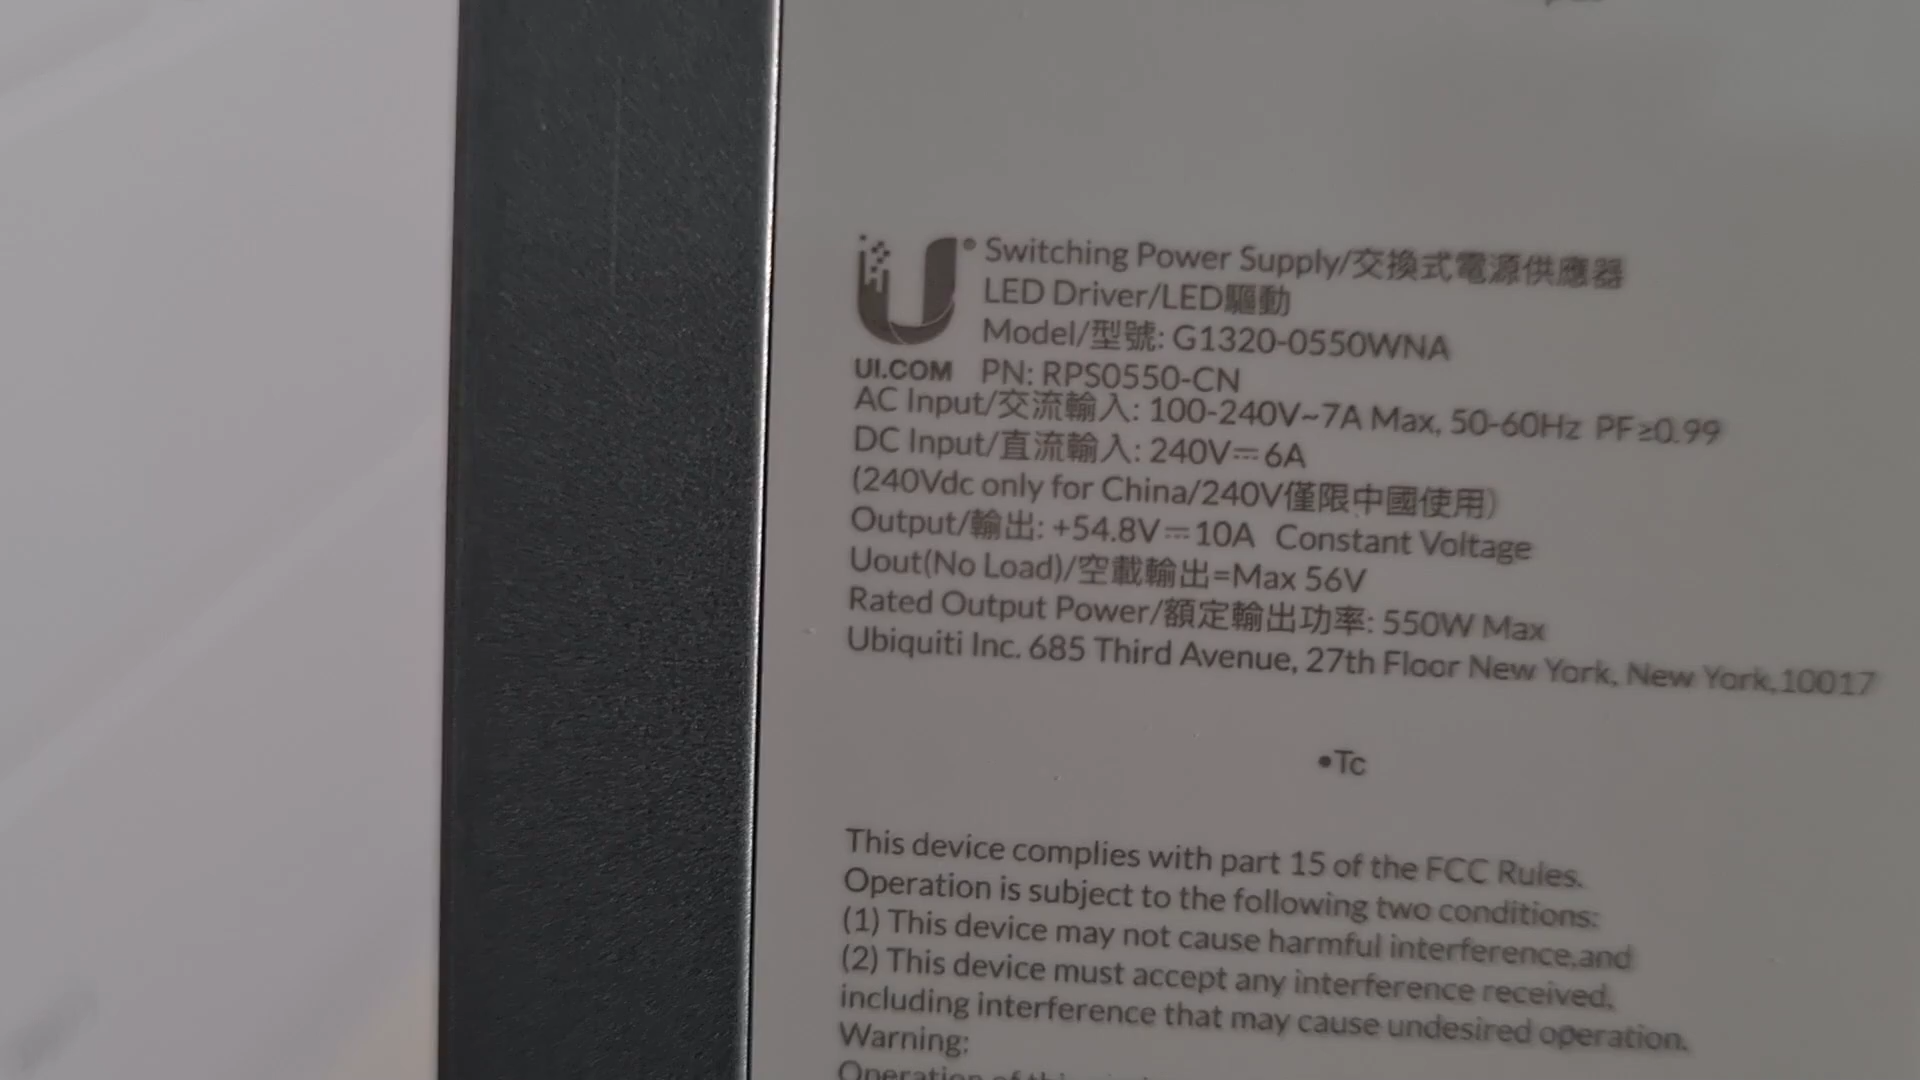 Switching Power Supply/交換式電源供應器
LED Driver/LED驅動
Model/型號: G1320-0550WNA
UI.COM PN: RPS0550-CN
AC Input/交流輸入: 100-240V~7A Max, 50-60Hz PF≥0.99
DC Input/直流輸入: 240V⎓6A
(240Vdc only for China/240V僅限中國使用)
Output/輸出: +54.8V⎓10A Constant Voltage
Uout(No Load)/空載輸出=Max 56V
Rated Output Power/額定輸出功率: 550W Max
Ubiquiti Inc. 685 Third Avenue, 27th Floor New York, New York,10017
•Tc
This device complies with part 15 of the FCC Rules.
Operation is subject to the following two conditions:
(1) This device may not cause harmful interference,and
(2) This device must accept any interference received,
including interference that may cause undesired operation.
Warning:
Operation of